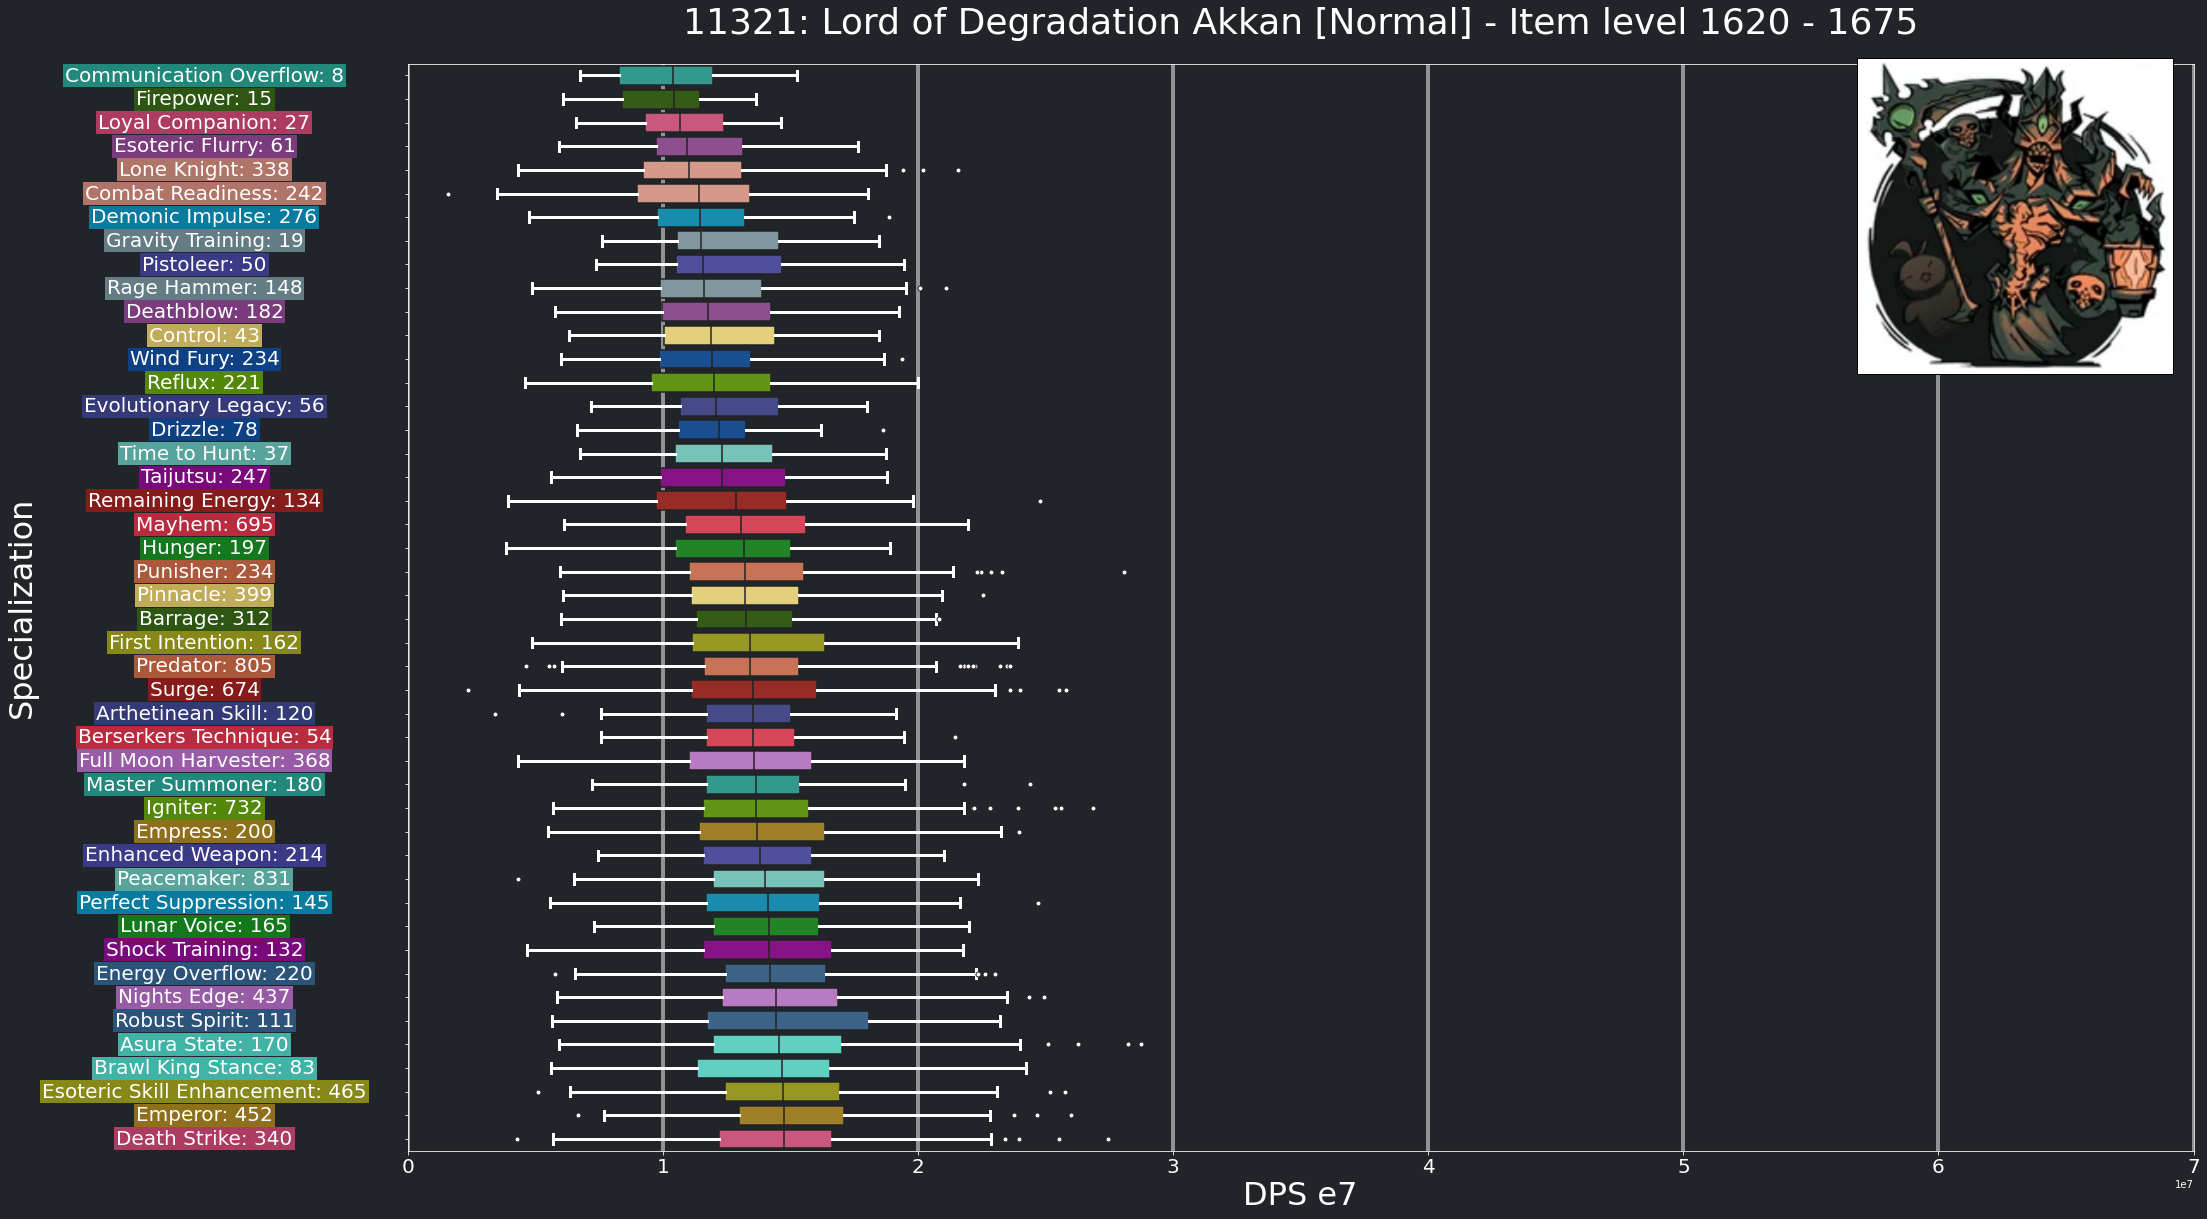 11321: Lord of Degradation Akkan [Normal] - Item level 1620 - 1675
Communication Overflow: 8
Firepower: 15
Loyal Companion: 27
Esoteric Flurry: 61
Lone Knight: 338
Combat Readiness: 242
Demonic Impulse: 276
Gravity Training: 19
Pistoleer: 50
Rage Hammer: 148
Deathblow: 182
Control: 43
Wind Fury: 234
Reflux: 221
Evolutionary Legacy: 56
Drizzle: 78
Time to Hunt: 37
Taijutsu: 247
Remaining Energy: 134
Mayhem: 695
Hunger: 197
Punisher: 234
Pinnacle: 399
Barrage: 312
First Intention: 162
Predator: 805
Surge: 674
Arthetinean Skill: 120
Berserkers Technique: 54
Full Moon Harvester: 368
Master Summoner: 180
Igniter: 732
Empress: 200
Enhanced Weapon: 214
Peacemaker: 831
Perfect Suppression: 145
Lunar Voice: 165
Shock Training: 132
Energy Overflow: 220
Nights Edge: 437
Robust Spirit: 111
Asura State: 170
Brawl King Stance: 83
Esoteric Skill Enhancement: 465
Emperor: 452
Death Strike: 340
Specialization
0 1 2 3 4 5 6 7
1e7
DPS e7